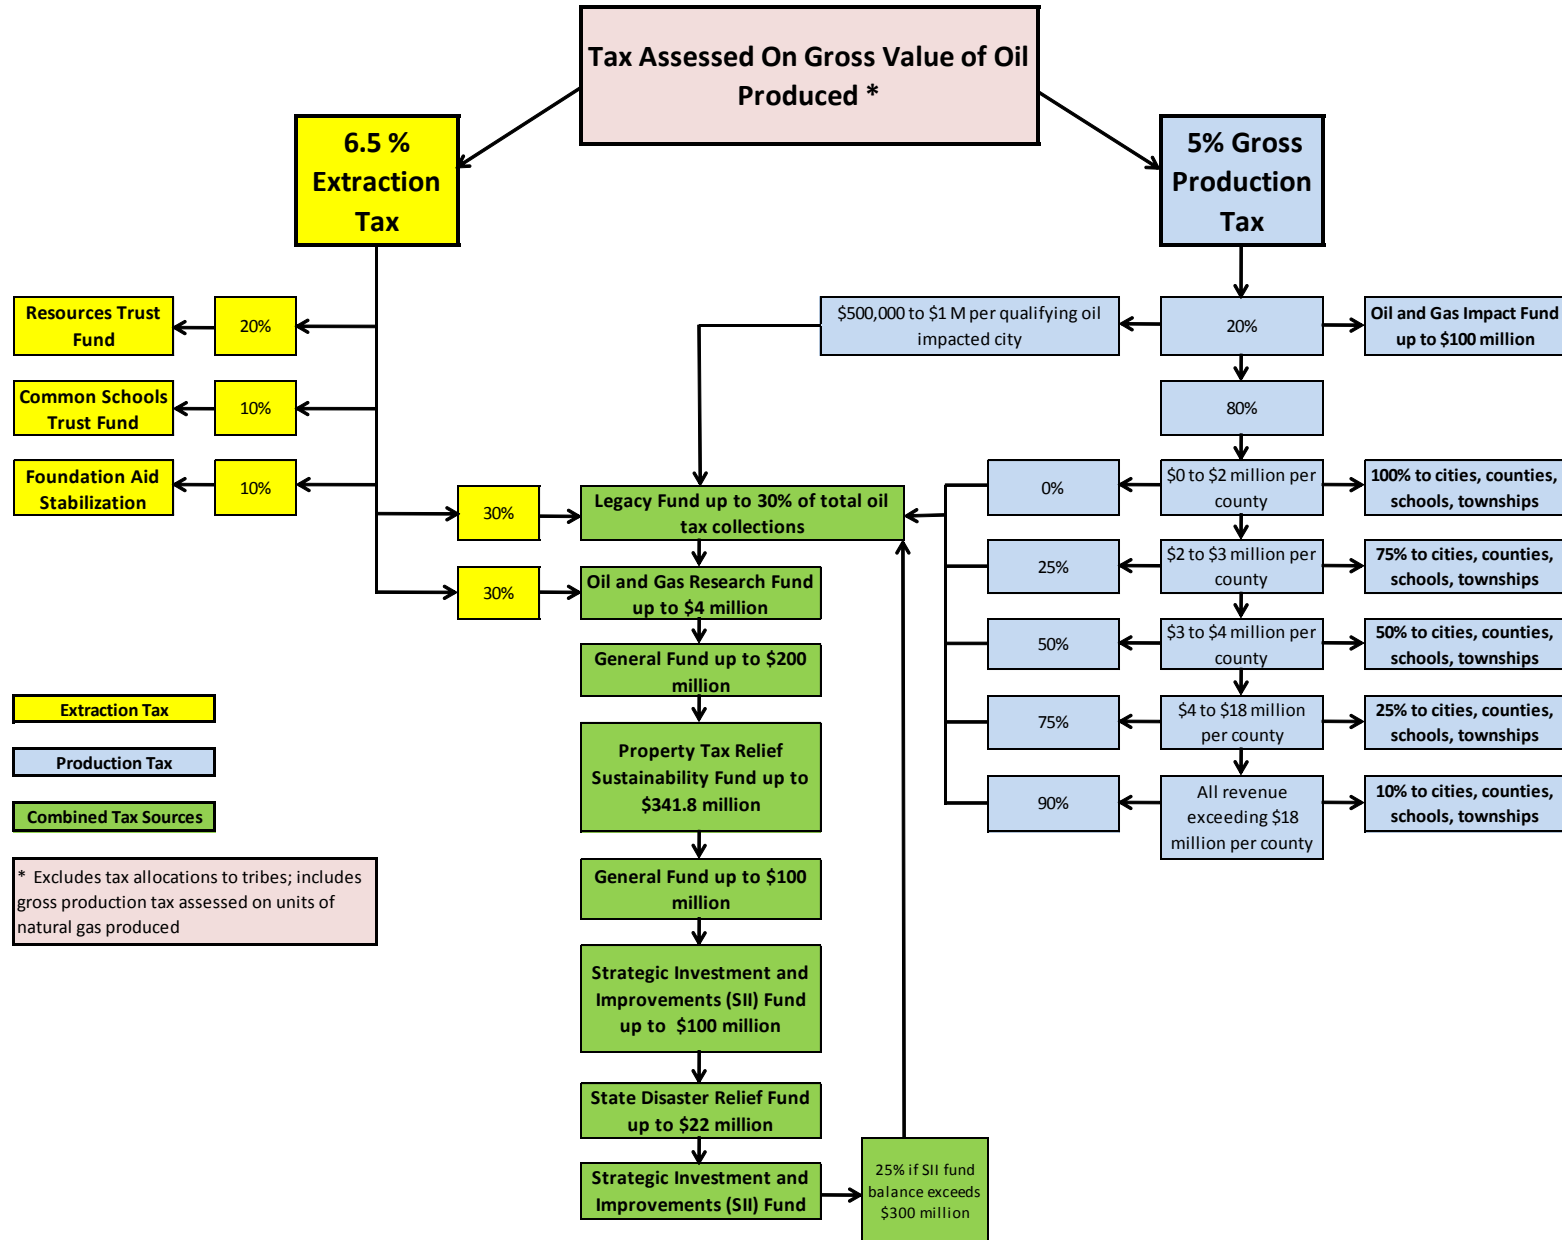 Tax Assessed On Gross Value of Oil
Produced *
6.5 %
Extraction
Tax
5% Gross
Production
Tax
Resources Trust
Fund
20%
$500,000 to $1 M per qualifying oil
impacted city
20%
Oil and Gas Impact Fund
up to $100 million
Common Schools
Trust Fund
10%
80%
Foundation Aid
Stabilization
10%
30%
Legacy Fund up to 30% of total oil
tax collections
0%
$0 to $2 million per
county
100% to cities, counties,
schools, townships
30%
Oil and Gas Research Fund
up to $4 million
25%
$2 to $3 million per
county
75% to cities, counties,
schools, townships
General Fund up to $200
million
50%
$3 to $4 million per
county
50% to cities, counties,
schools, townships
Extraction Tax
Property Tax Relief
Sustainability Fund up to
$341.8 million
75%
$4 to $18 million
per county
25% to cities, counties,
schools, townships
Production Tax
Combined Tax Sources
90%
All revenue
exceeding $18
million per county
10% to cities, counties,
schools, townships
* Excludes tax allocations to tribes; includes
gross production tax assessed on units of
natural gas produced
General Fund up to $100
million
Strategic Investment and
Improvements (SII) Fund
up to $100 million
State Disaster Relief Fund
up to $22 million
Strategic Investment and
Improvements (SII) Fund
25% if SII fund
balance exceeds
$300 million